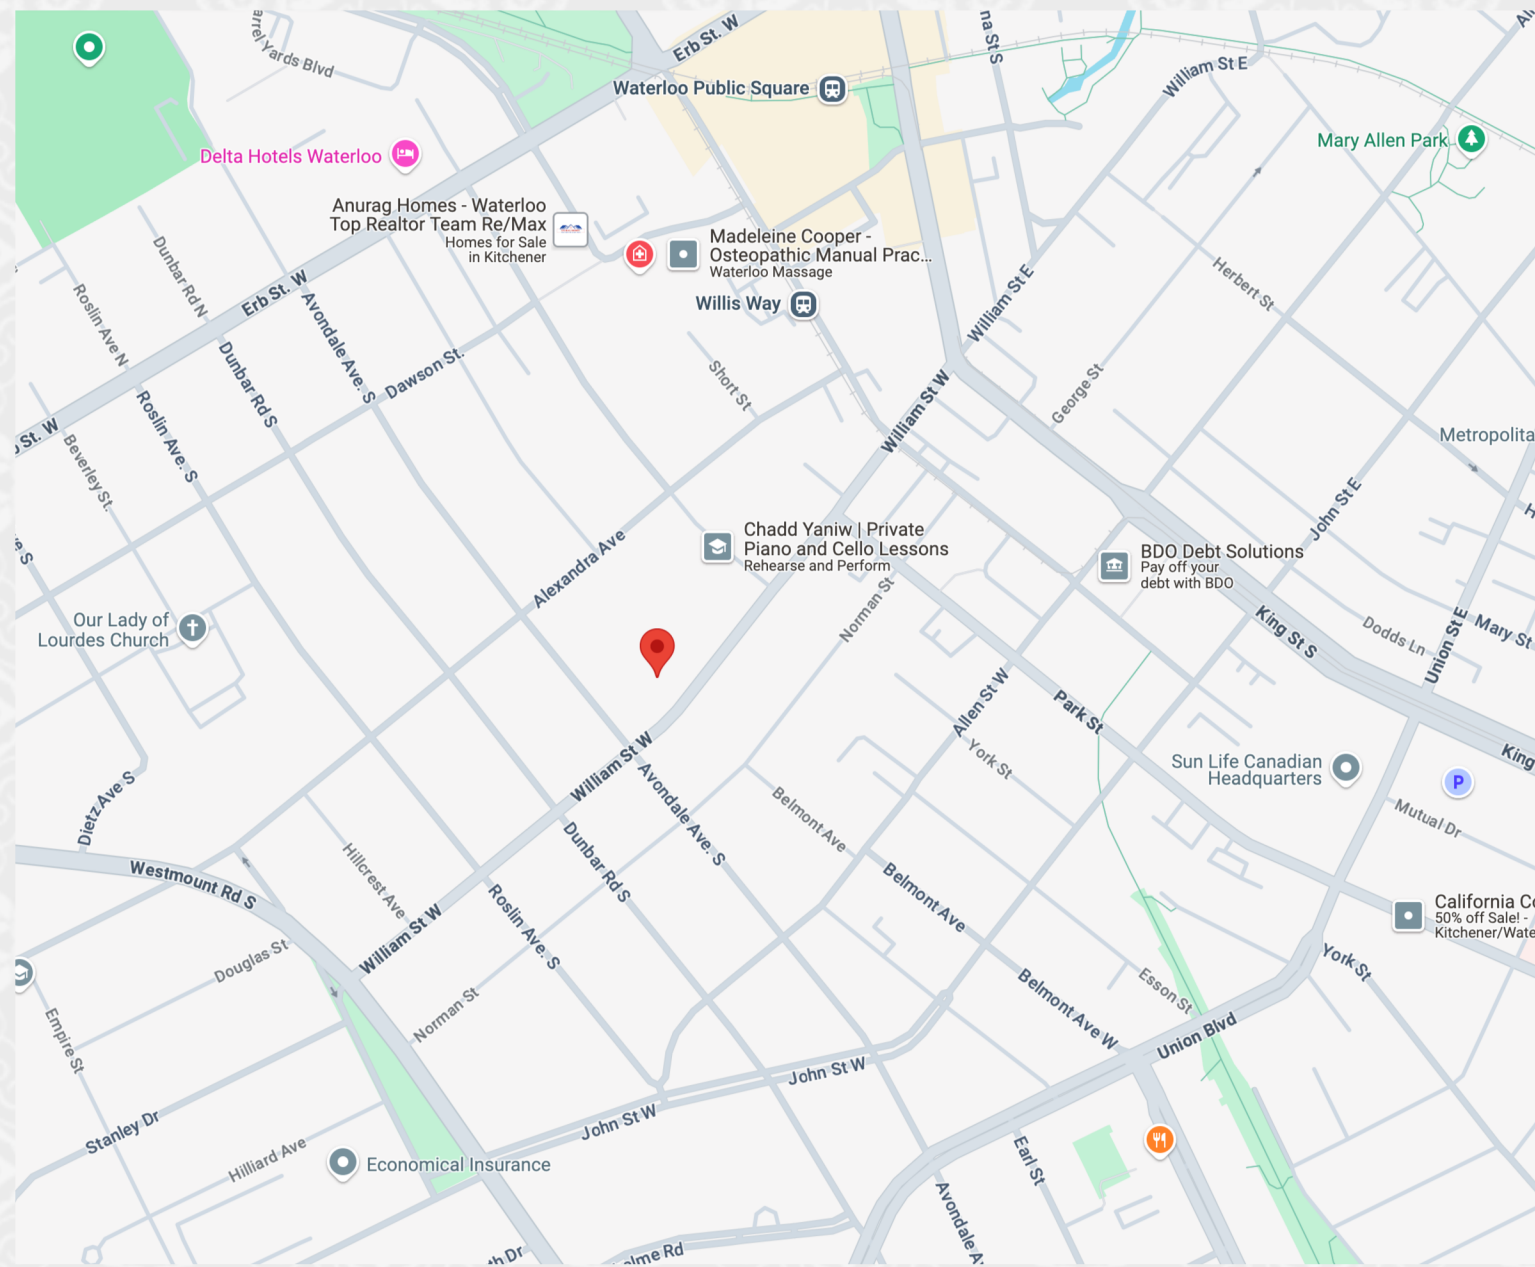 Erb St. W
na St S
William St E
Waterloo Public Square
Mary Allen Park
Delta Hotels Waterloo
Anurag Homes - Waterloo
Top Realtor Team Re/Max
Homes for Sale
in Kitchener
Madeleine Cooper -
Osteopathic Manual Prac...
Waterloo Massage
Willis Way
Dunbar Rd N
Roslin Ave N
Erb St. W
Avondale Ave. S
Herbert St
William St E
Dunbar Rd S
Dawson St.
Short St
George St
William St W
Roslin Ave. S
St. W
Beverley St.
Metropolita
John St E
Chadd Yaniw | Private
Piano and Cello Lessons
Rehearse and Perform
BDO Debt Solutions
Pay off your
debt with BDO
Alexandra Ave
Norman St
Our Lady of
Lourdes Church
King St S
Dodds Ln
Union St E
Mary St
Allen St W
Park St
York St
Sun Life Canadian
Headquarters
King
P
Mutual Dr
Dietz Ave S
William St W
Avondale Ave. S
Belmont Ave
Dunbar Rd S
Belmont Ave
Westmount Rd S
Hillcrest Ave
William St W
Roslin Ave. S
California Co
50% off Sale! -
Kitchener/Wate
York St
Douglas St
Norman St
Belmont Ave W
Esson St
Union Blvd
Empire St
John St W
John St W
Stanley Dr
Hilliard Ave
Economical Insurance
Earl St
Avondale A
lme Rd